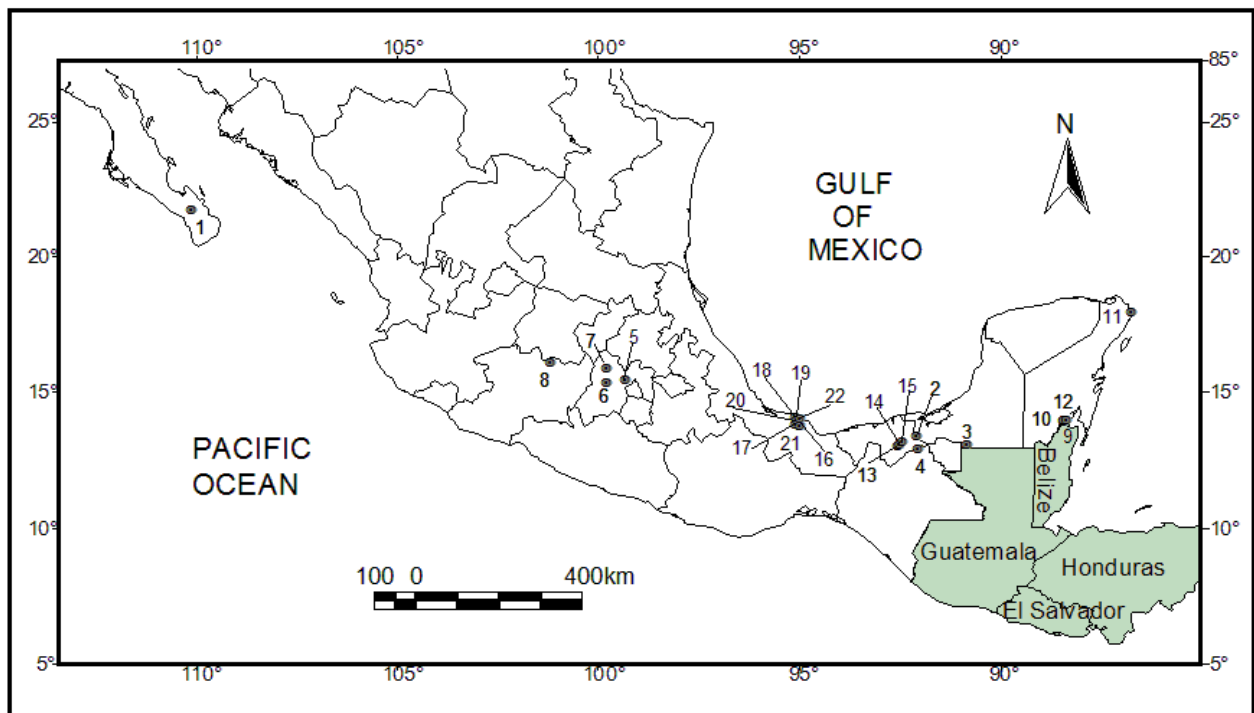 110° 105° 100° 95° 90° 85°
25° 25°
N
GULF
OF
MEXICO
1
20° 20°
11
7 5
18 19
15 2
15° 8 6 20 22 14 12 15°
10 9
3
17 21 16 13 4
PACIFIC
OCEAN
Belize
10° 10°
Guatemala
Honduras
100 0 400km
El Salvador
5° 5°
110° 105° 100° 95° 90°